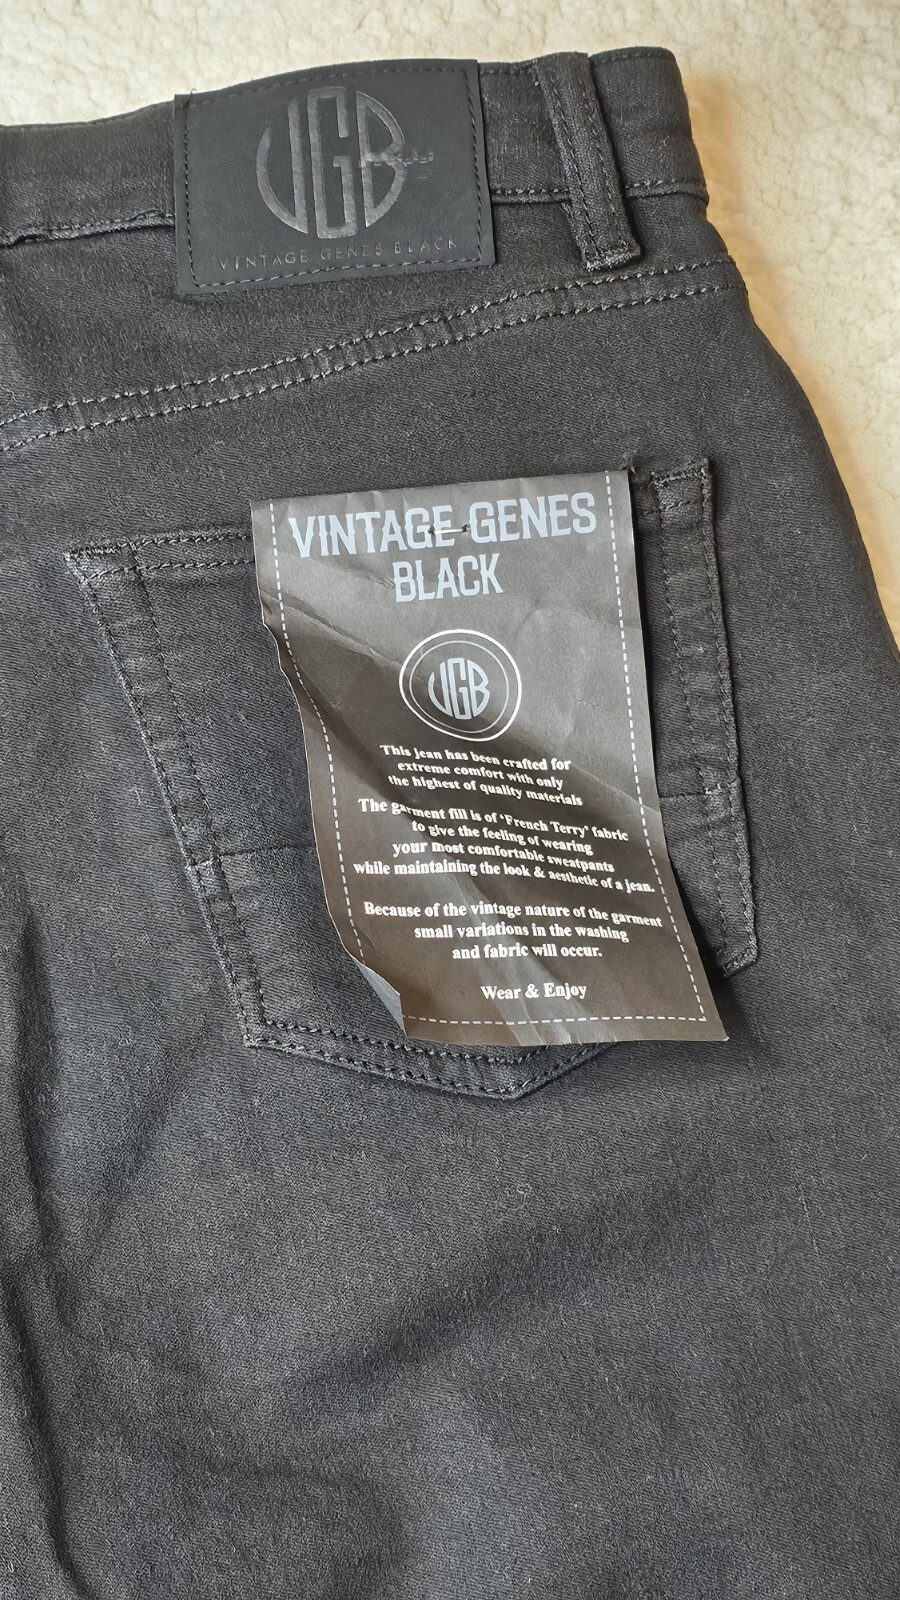 UGB
VINTAGE GENES BLACK
VINTAGE GENES
BLACK
UGB
This jean has been crafted for
extreme comfort with only
the highest of quality materials
The garment fill is of 'French Terry' fabric
to give the feeling of wearing
your most comfortable sweatpants
while maintaining the look & aesthetic of a jean.
Because of the vintage nature of the garment
small variations in the washing
and fabric will occur.
Wear & Enjoy